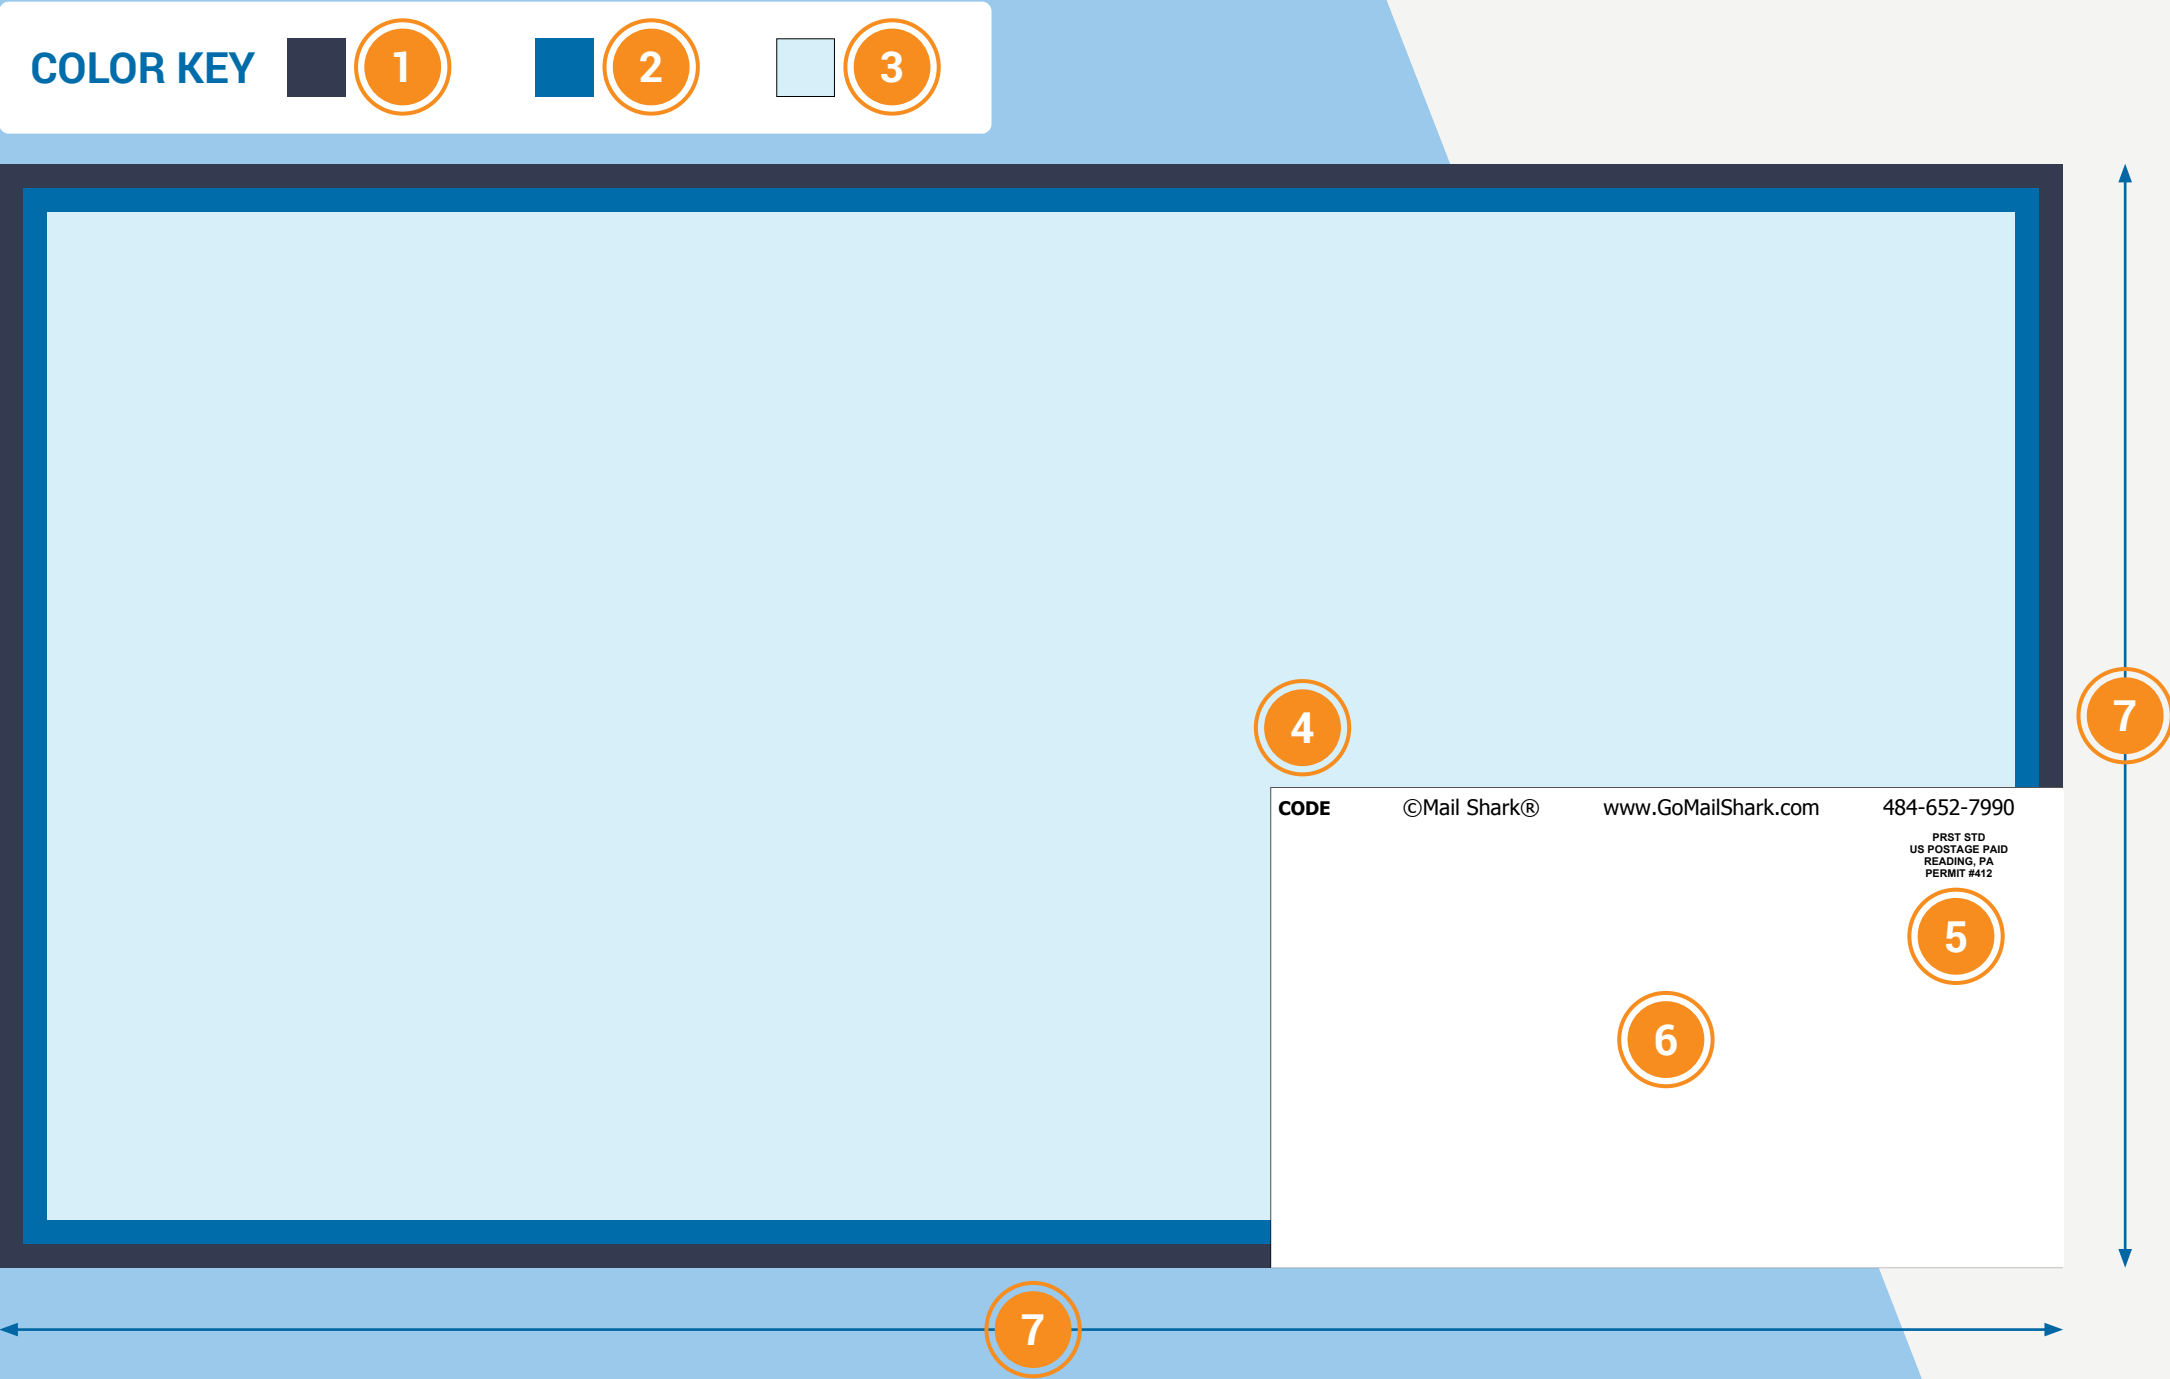 COLOR KEY 1 2 3
4
7
CODE ©Mail Shark® www.GoMailShark.com 484-652-7990
PRST STD
US POSTAGE PAID
READING, PA
PERMIT #412
5
6
7